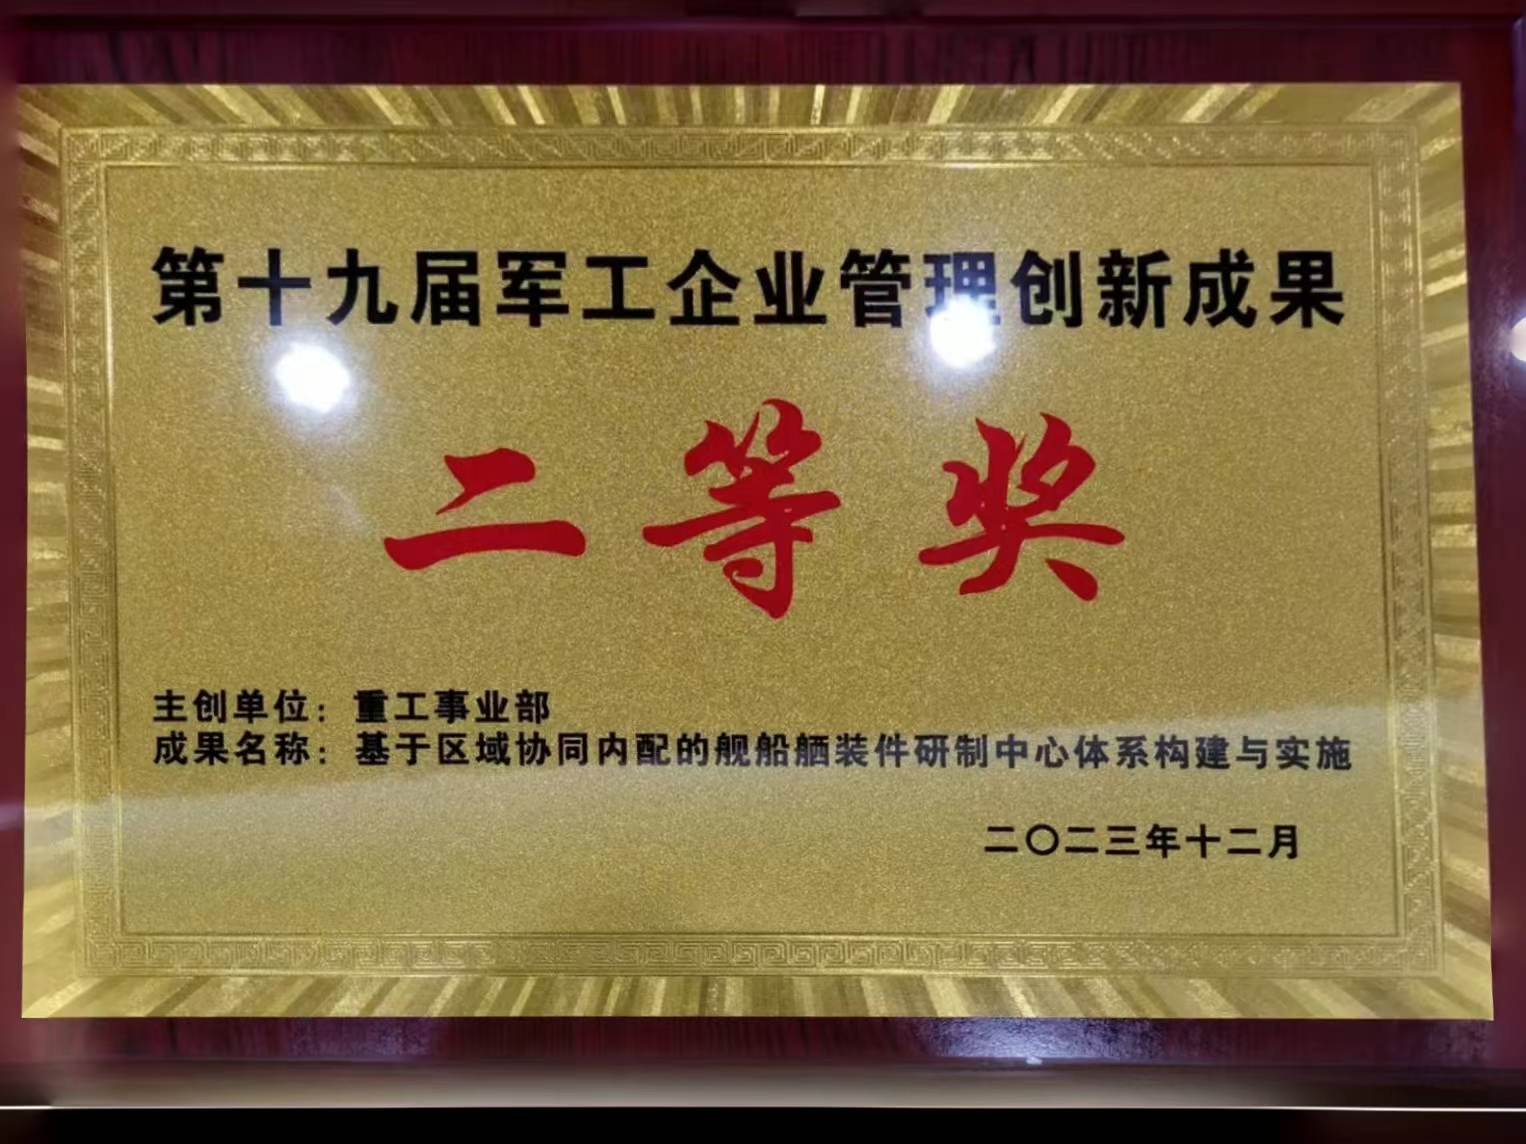 第十九届军工企业管理创新成果
二等奖
主创单位：重工事业部
成果名称：基于区域协同内配的舰船舾装件研制中心体系构建与实施
二〇二三年十二月